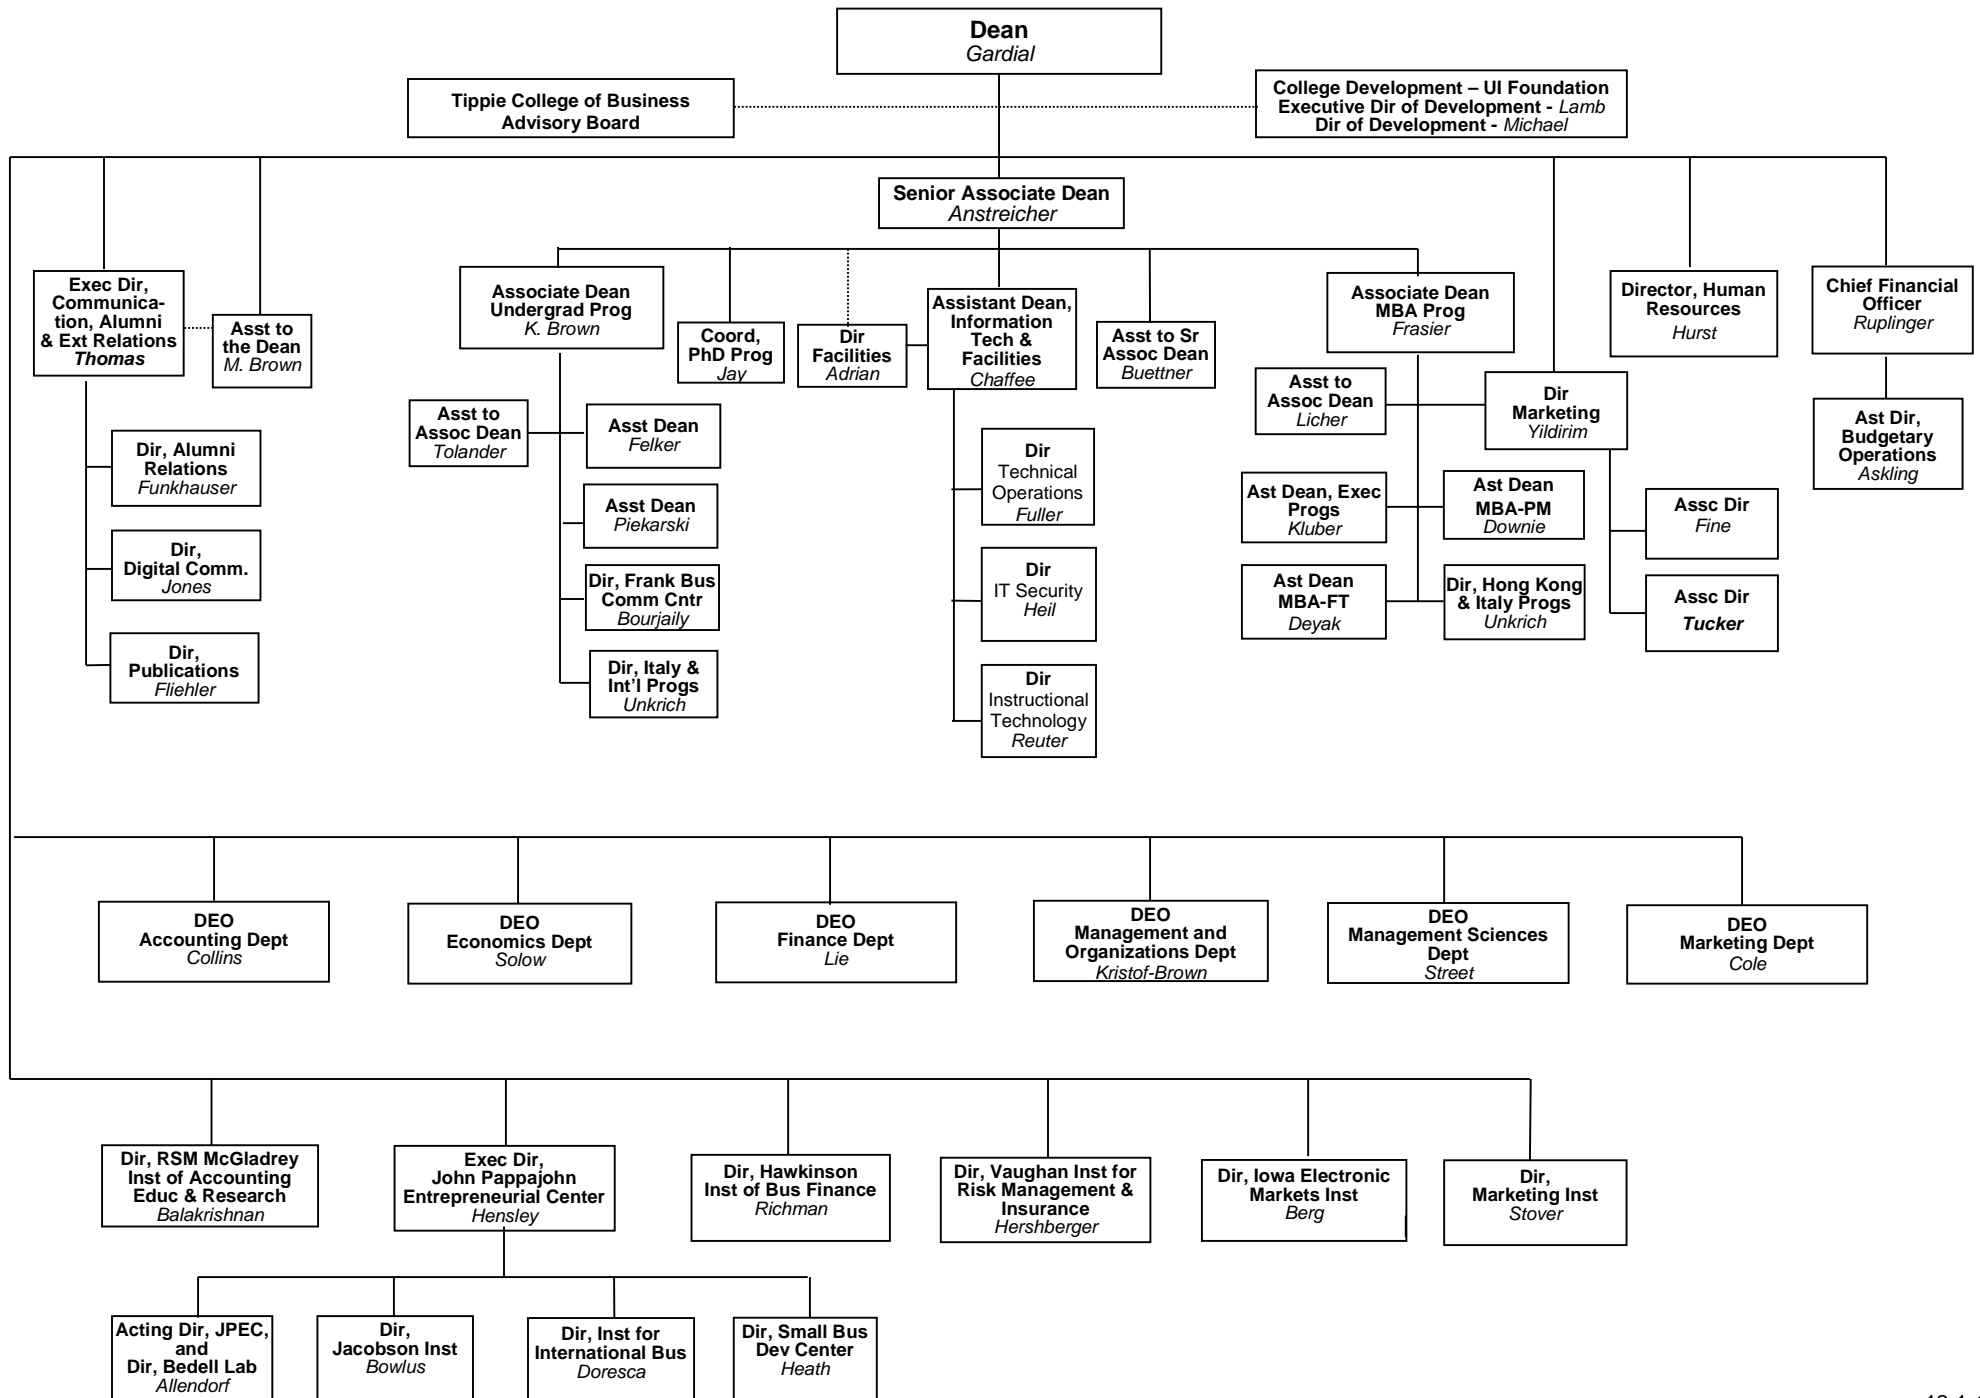 Dean
Gardial
Tippie College of Business
Advisory Board
College Development – UI Foundation
Executive Dir of Development - Lamb
Dir of Development - Michael
Senior Associate Dean
Anstreicher
Exec Dir,
Communica-
tion, Alumni
& Ext Relations
Thomas
Asst to
the Dean
M. Brown
Associate Dean
Undergrad Prog
K. Brown
Coord,
PhD Prog
Jay
Dir
Facilities
Adrian
Assistant Dean,
Information
Tech &
Facilities
Chaffee
Asst to Sr
Assoc Dean
Buettner
Associate Dean
MBA Prog
Frasier
Director, Human
Resources
Hurst
Chief Financial
Officer
Ruplinger
Dir, Alumni
Relations
Funkhauser
Dir,
Digital Comm.
Jones
Dir,
Publications
Fliehler
Asst to
Assoc Dean
Tolander
Asst Dean
Felker
Asst Dean
Piekarski
Dir, Frank Bus
Comm Cntr
Bourjaily
Dir, Italy &
Int'l Progs
Unkrich
Dir
Technical
Operations
Fuller
Dir
IT Security
Heil
Dir
Instructional
Technology
Reuter
Asst to
Assoc Dean
Licher
Dir
Marketing
Yildirim
Ast Dean, Exec
Progs
Kluber
Ast Dean
MBA-PM
Downie
Ast Dean
MBA-FT
Deyak
Dir, Hong Kong
& Italy Progs
Unkrich
Assc Dir
Fine
Assc Dir
Tucker
Ast Dir,
Budgetary
Operations
Askling
DEO
Accounting Dept
Collins
DEO
Economics Dept
Solow
DEO
Finance Dept
Lie
DEO
Management and
Organizations Dept
Kristof-Brown
DEO
Management Sciences
Dept
Street
DEO
Marketing Dept
Cole
Dir, RSM McGladrey
Inst of Accounting
Educ & Research
Balakrishnan
Exec Dir,
John Pappajohn
Entrepreneurial Center
Hensley
Dir, Hawkinson
Inst of Bus Finance
Richman
Dir, Vaughan Inst for
Risk Management &
Insurance
Hershberger
Dir, Iowa Electronic
Markets Inst
Berg
Dir,
Marketing Inst
Stover
Acting Dir, JPEC,
and
Dir, Bedell Lab
Allendorf
Dir,
Jacobson Inst
Bowlus
Dir, Inst for
International Bus
Doresca
Dir, Small Bus
Dev Center
Heath